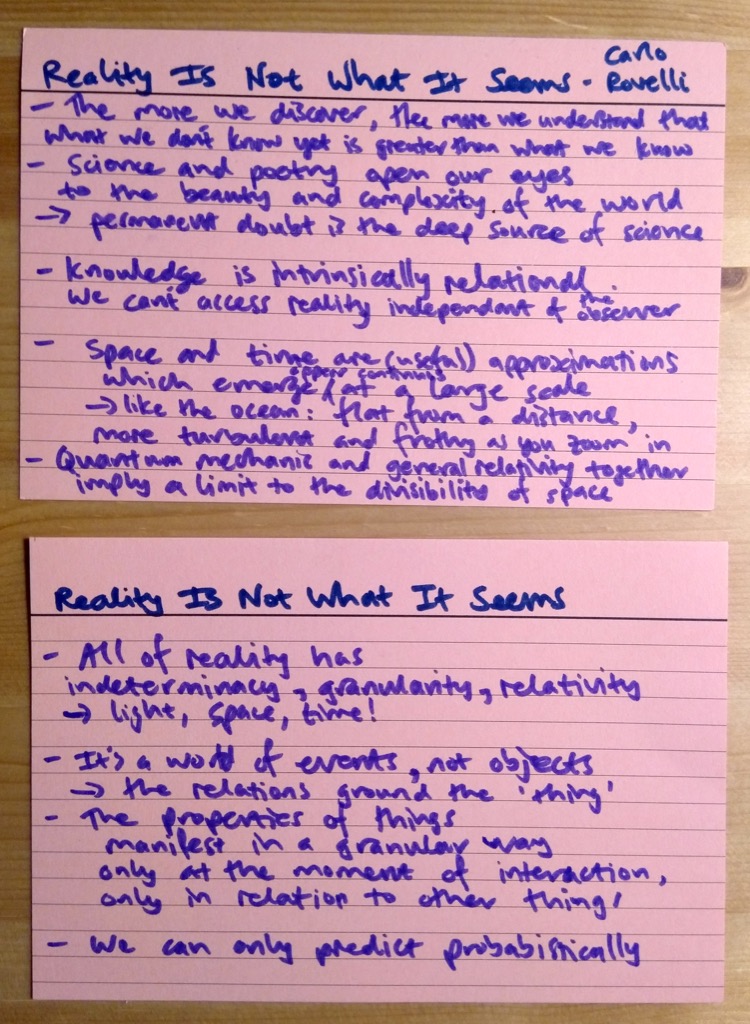 Reality Is Not What It Seems - Carlo Rovelli
- The more we discover, the more we understand that
what we don't know yet is greater than what we know
- Science and poetry open our eyes
to the beauty and complexity of the world
→ permanent doubt is the deep source of science
- Knowledge is intrinsically relational.
We can't access reality independant of the observer
- Space and time are (useful) approximations
which emerge / appear continuous at a large scale
→ like the ocean: flat from a distance,
more turbulent and frothy as you zoom in
- Quantum mechanic and general relativity together
imply a limit to the divisibility of space
Reality Is Not What It Seems
- All of reality has
indeterminacy, granularity, relativity
→ light, space, time!
- It's a world of events, not objects
→ the relations ground the 'thing'
- The properties of things
manifest in a granular way
only at the moment of interaction,
only in relation to other things
- We can only predict probabistically